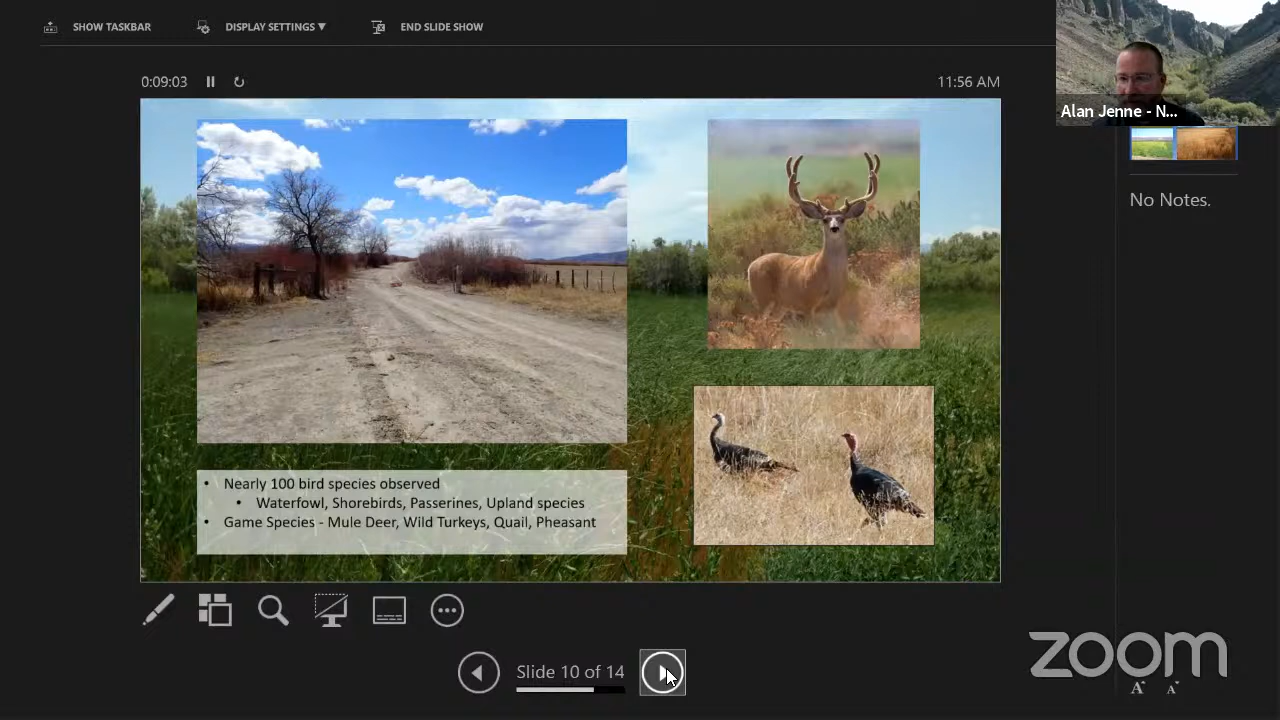 SHOW TASKBAR
DISPLAY SETTINGS ▼
END SLIDE SHOW
Alan Jenne - N...
0:09:03
11:56 AM
No Notes.
• Nearly 100 bird species observed
• Waterfowl, Shorebirds, Passerines, Upland species
• Game Species - Mule Deer, Wild Turkeys, Quail, Pheasant
Slide 10 of 14
zoom
A A